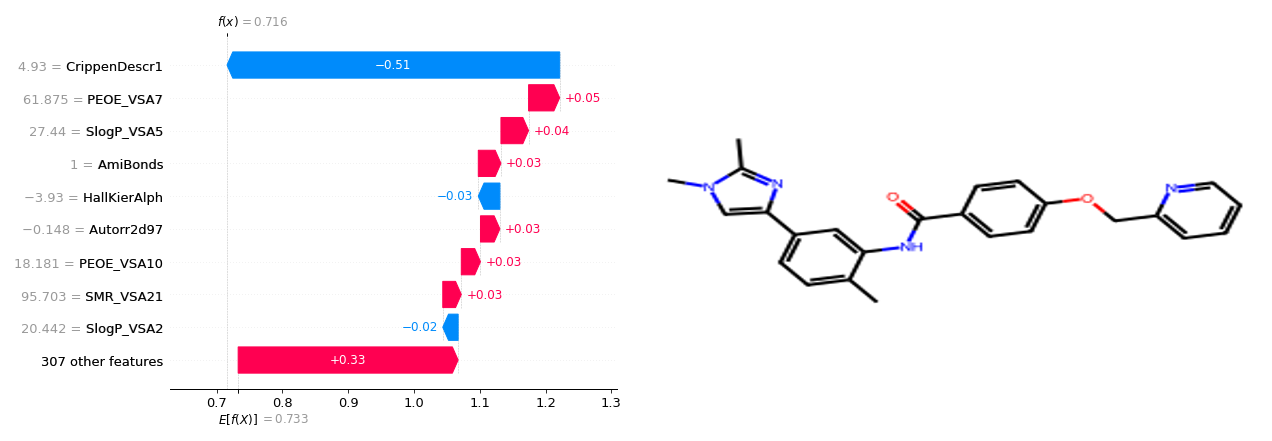 f(x) = 0.716
4.93 = CrippenDescr1
−0.51
61.875 = PEOE_VSA7
+0.05
27.44 = SlogP_VSA5
+0.04
1 = AmiBonds
+0.03
−3.93 = HallKierAlph
−0.03
−0.148 = Autorr2d97
+0.03
18.181 = PEOE_VSA10
+0.03
95.703 = SMR_VSA21
+0.03
20.442 = SlogP_VSA2
−0.02
307 other features
+0.33
0.7 0.8 0.9 1.0 1.1 1.2 1.3
E[f(X)] = 0.733
N
N
O
NH
O
N